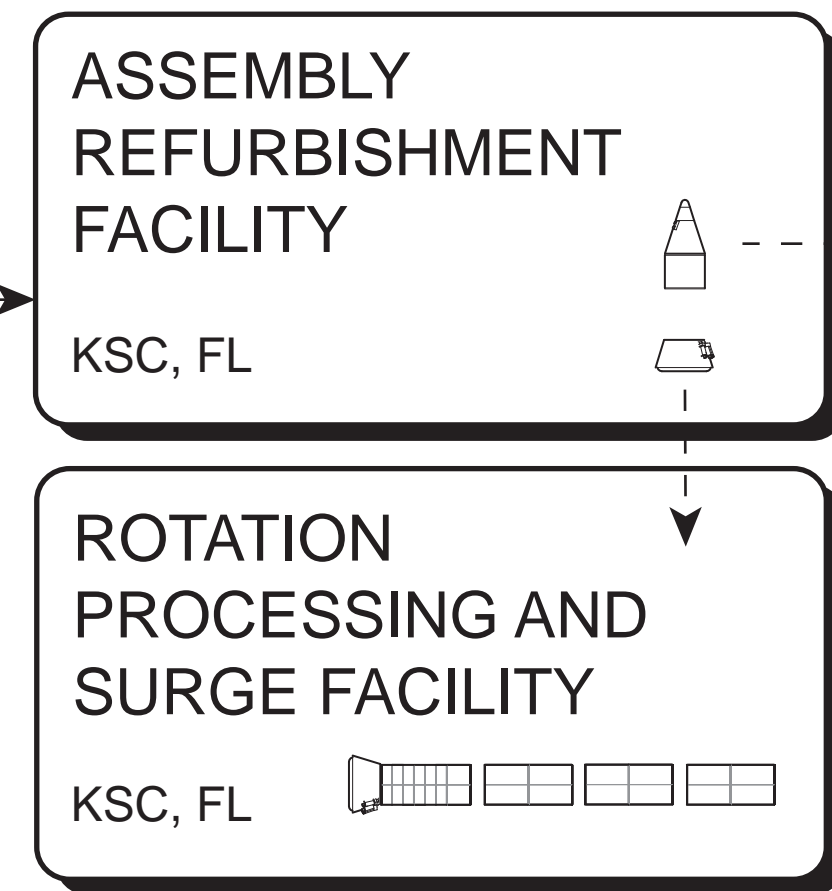 ASSEMBLY
REFURBISHMENT
FACILITY
KSC, FL
ROTATION
PROCESSING AND
SURGE FACILITY
KSC, FL